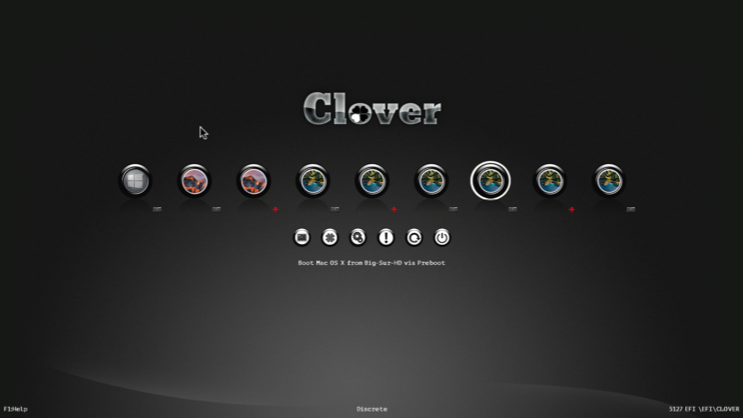 Clover
Boot Mac OS X from Big-Sur-HD via Preboot
F1:Help
Discrete
5127 EFI \EFI\CLOVER